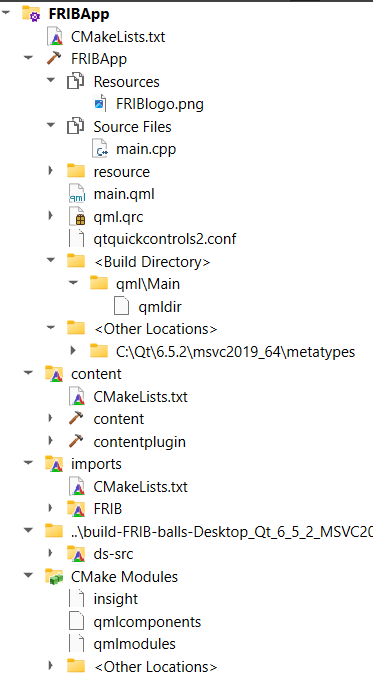 FRIBApp
CMakeLists.txt
FRIBApp
Resources
FRIBlogo.png
Source Files
main.cpp
resource
main.qml
qml.qrc
qtquickcontrols2.conf
<Build Directory>
qml\Main
qmldir
<Other Locations>
C:\Qt\6.5.2\msvc2019_64\metatypes
content
CMakeLists.txt
content
contentplugin
imports
CMakeLists.txt
FRIB
..\build-FRIB-balls-Desktop_Qt_6_5_2_MSVC20
ds-src
CMake Modules
insight
qmlcomponents
qmlmodules
<Other Locations>